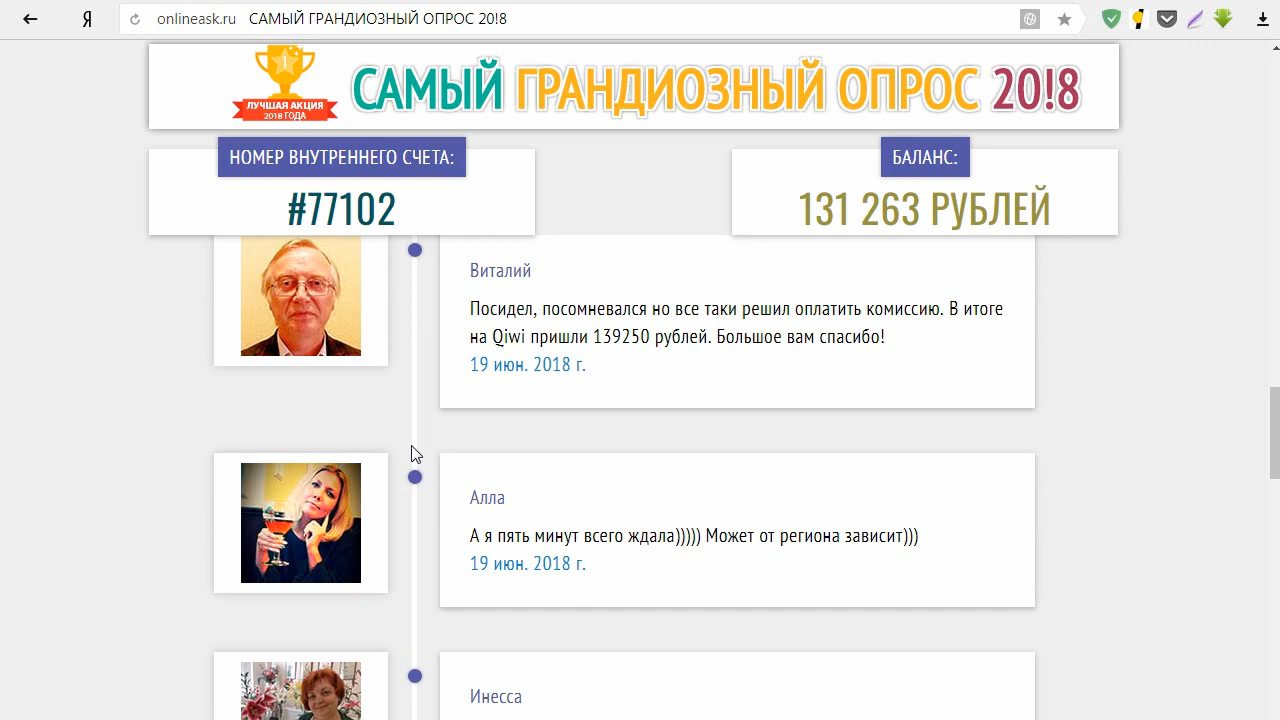 onlineask.ru САМЫЙ ГРАНДИОЗНЫЙ ОПРОС 20!8
1
ЛУЧШАЯ АКЦИЯ
2018 ГОДА
САМЫЙ ГРАНДИОЗНЫЙ ОПРОС 20!8
НОМЕР ВНУТРЕННЕГО СЧЕТА:
#77102
БАЛАНС:
131 263 РУБЛЕЙ
Виталий
Посидел, посомневался но все таки решил оплатить комиссию. В итоге
на Qiwi пришли 139250 рублей. Большое вам спасибо!
19 июн. 2018 г.
Алла
А я пять минут всего ждала))))) Может от региона зависит)))
19 июн. 2018 г.
Инесса